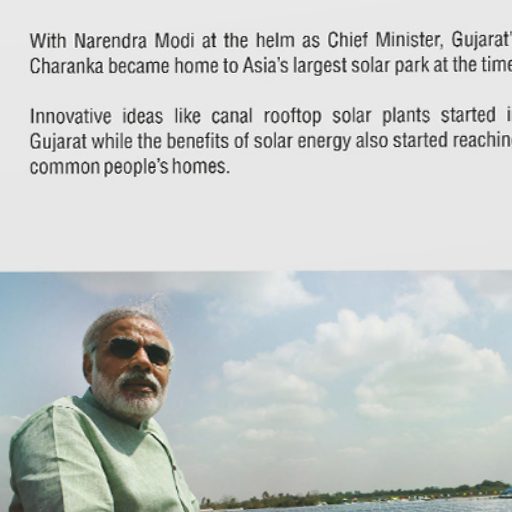 With Narendra Modi at the helm as Chief Minister, Gujarat'
Charanka became home to Asia's largest solar park at the time
Innovative ideas like canal rooftop solar plants started i
Gujarat while the benefits of solar energy also started reachin
common people's homes.